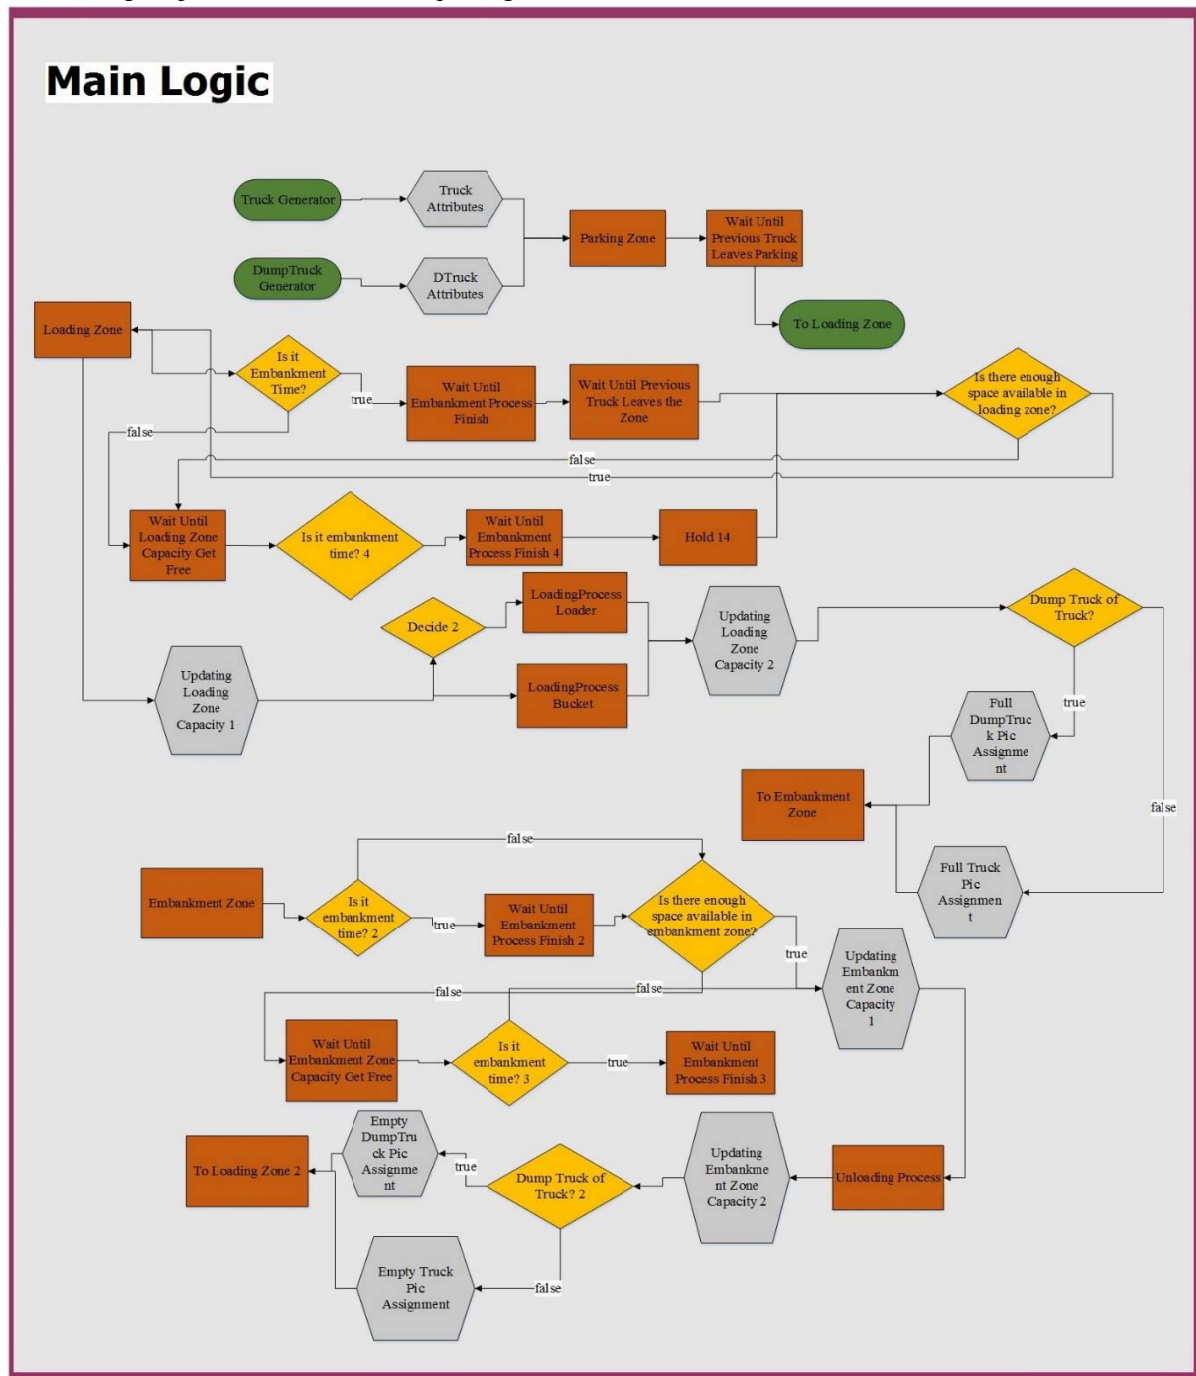 Main Logic
Truck Generator
Truck
Attributes
Parking Zone
Wait Until
Previous Truck
Leaves Parking
DumpTruck
Generator
DTruck
Attributes
To Loading Zone
Loading Zone
Is it
Embankment
Time?
true
Wait Until
Embankment Process
Finish
Wait Until Previous
Truck Leaves the
Zone
Is there enough
space available in
loading zone?
false
false
true
Wait Until
Loading Zone
Capacity Get
Free
Is it embankment
time? 4
Wait Until
Embankment
Process Finish 4
Hold 14
Decide 2
LoadingProcess
Loader
Updating
Loading
Zone
Capacity 2
Dump Truck of
Truck?
Updating
Loading
Zone
Capacity 1
LoadingProcess
Bucket
true
Full
DumpTruc
k Pic
Assignme
nt
To Embankment
Zone
false
Full Truck
Pic
Assignmen
t
false
Embankment Zone
Is it
embankment
time? 2
true
Wait Until
Embankment
Process Finish 2
Is there enough
space available in
embankment zone?
true
Updating
Embankm
ent Zone
Capacity
1
false
false
Wait Until
Embankment Zone
Capacity Get Free
Is it
embankment
time? 3
true
Wait Until
Embankment
Process Finish 3
To Loading Zone 2
Empty
DumpTru
ck Pic
Assignme
nt
true
Dump Truck of
Truck? 2
Updating
Embankme
nt Zone
Capacity 2
Unloading Process
Empty Truck
Pic
Assignment
false